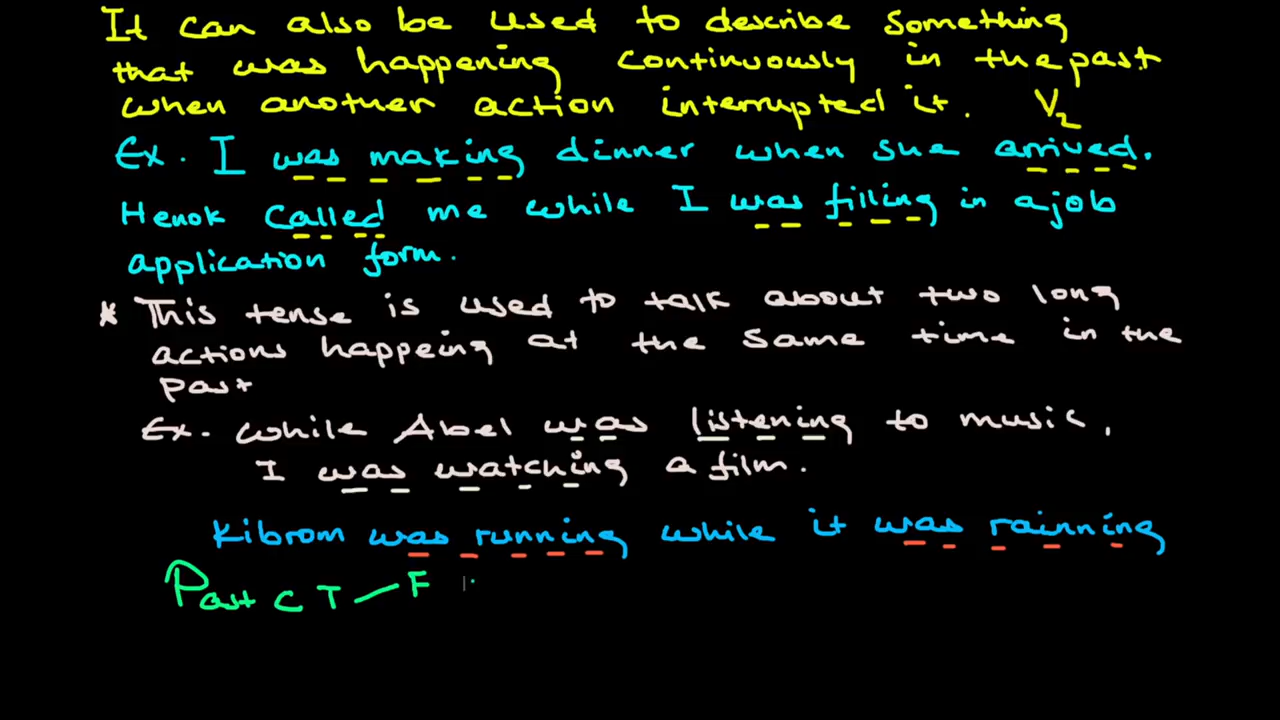 It can also be used to describe something
that was happening continuously in the past
when another action interrupted it. V2
Ex. I was making dinner when she arrived.
Henok called me while I was filling in a job
application form.
* This tense is used to talk about two long
actions happeing at the same time in the
past
Ex. while Abel was listening to music,
I was watching a film.
Kibrom was running while it was rainning
Past C T — F